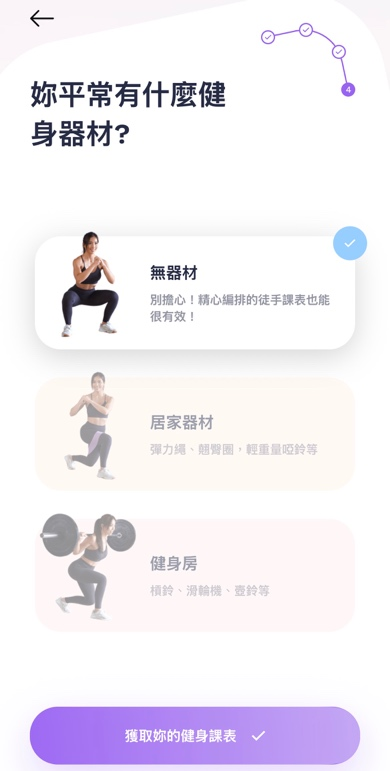 4
妳平常有什麼健
身器材?
無器材
別擔心！精心編排的徒手課表也能
很有效！
居家器材
彈力繩、翹臀圈，輕重量啞鈴等
健身房
槓鈴、滑輪機、壺鈴等
獲取妳的健身課表